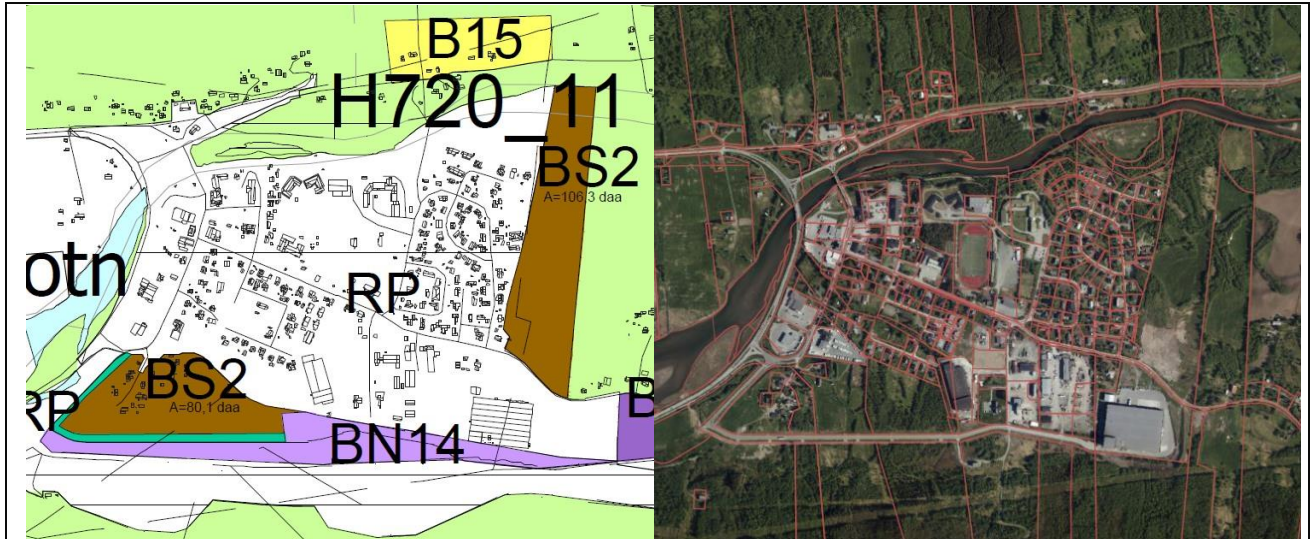 B15
H720_11
BS2
A=106,3 daa
otn
RP
BS2
A=80,1 daa
RP
B
BN14